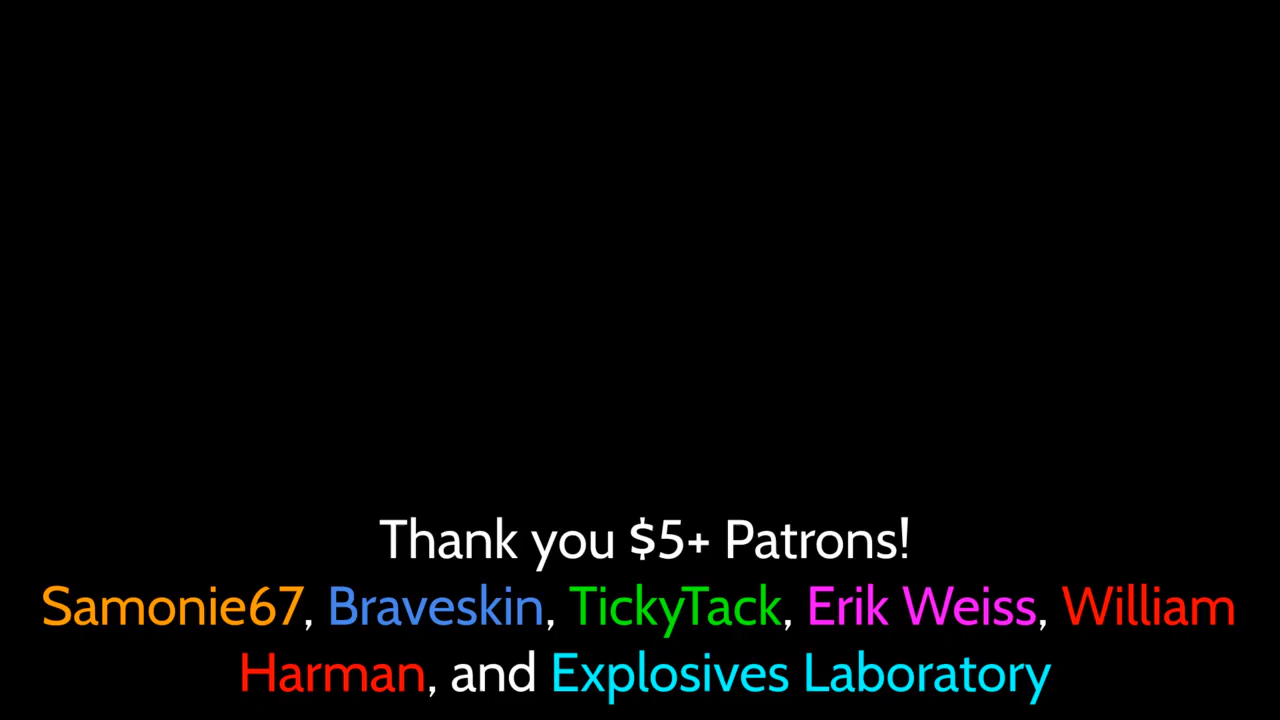 Thank you $5+ Patrons!
Samonie67, Braveskin, TickyTack, Erik Weiss, William
Harman, and Explosives Laboratory